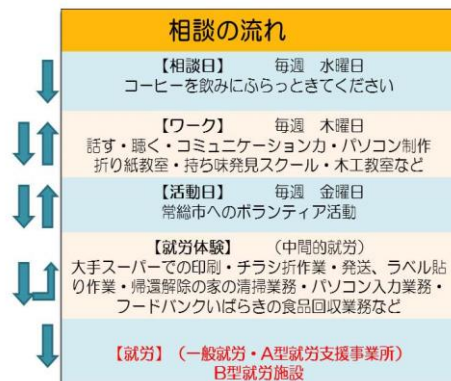 相談の流れ
【相談日】 毎週 水曜日
コーヒーを飲みにふらっときてください
【ワーク】 毎週 木曜日
話す・聴く・コミュニケーション力・パソコン制作
折り紙教室・持ち味発見スクール・木工教室など
【活動日】 毎週 金曜日
常総市へのボランティア活動
【就労体験】 （中間的就労）
大手スーパーでの印刷・チラシ折作業・発送、ラベル貼
り作業・帰還解除の家の清掃業務・パソコン入力業務・
フードバンクいばらきの食品回収業務など
【就労】（一般就労・A型就労支援事業所）
B型就労施設